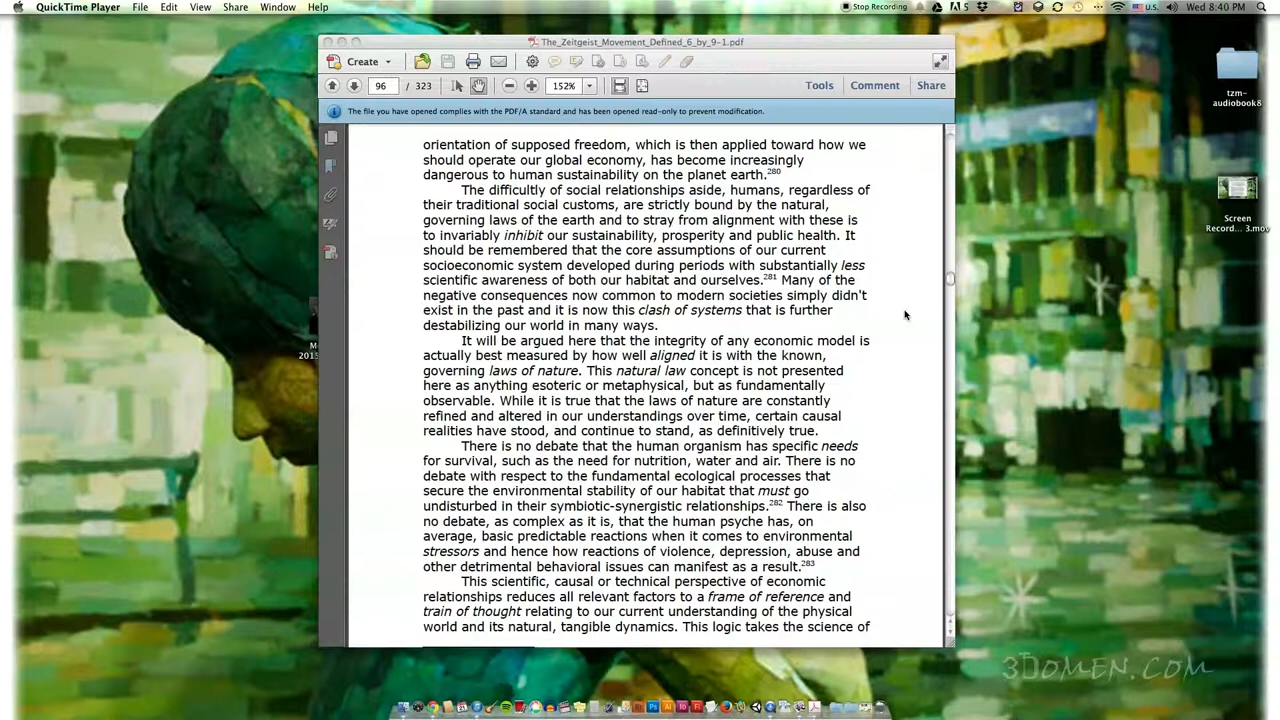 QuickTime Player File Edit View Share Window Help
Stop Recording 5 U.S. Wed 8:40 PM
The_Zeitgeist_Movement_Defined_6_by_9-1.pdf
Create
96 / 323 152% Tools Comment Share
The file you have opened complies with the PDF/A standard and has been opened read-only to prevent modification.
orientation of supposed freedom, which is then applied toward how we
should operate our global economy, has become increasingly
dangerous to human sustainability on the planet earth.280
The difficultly of social relationships aside, humans, regardless of
their traditional social customs, are strictly bound by the natural,
governing laws of the earth and to stray from alignment with these is
to invariably inhibit our sustainability, prosperity and public health. It
should be remembered that the core assumptions of our current
socioeconomic system developed during periods with substantially less
scientific awareness of both our habitat and ourselves.281 Many of the
negative consequences now common to modern societies simply didn't
exist in the past and it is now this clash of systems that is further
destabilizing our world in many ways.
It will be argued here that the integrity of any economic model is
actually best measured by how well aligned it is with the known,
governing laws of nature. This natural law concept is not presented
here as anything esoteric or metaphysical, but as fundamentally
observable. While it is true that the laws of nature are constantly
refined and altered in our understandings over time, certain causal
realities have stood, and continue to stand, as definitively true.
There is no debate that the human organism has specific needs
for survival, such as the need for nutrition, water and air. There is no
debate with respect to the fundamental ecological processes that
secure the environmental stability of our habitat that must go
undisturbed in their symbiotic-synergistic relationships.282 There is also
no debate, as complex as it is, that the human psyche has, on
average, basic predictable reactions when it comes to environmental
stressors and hence how reactions of violence, depression, abuse and
other detrimental behavioral issues can manifest as a result.283
This scientific, causal or technical perspective of economic
relationships reduces all relevant factors to a frame of reference and
train of thought relating to our current understanding of the physical
world and its natural, tangible dynamics. This logic takes the science of
tzm-
audiobook8
Screen
Record... 3.mov
2015
3DOMEN.COM